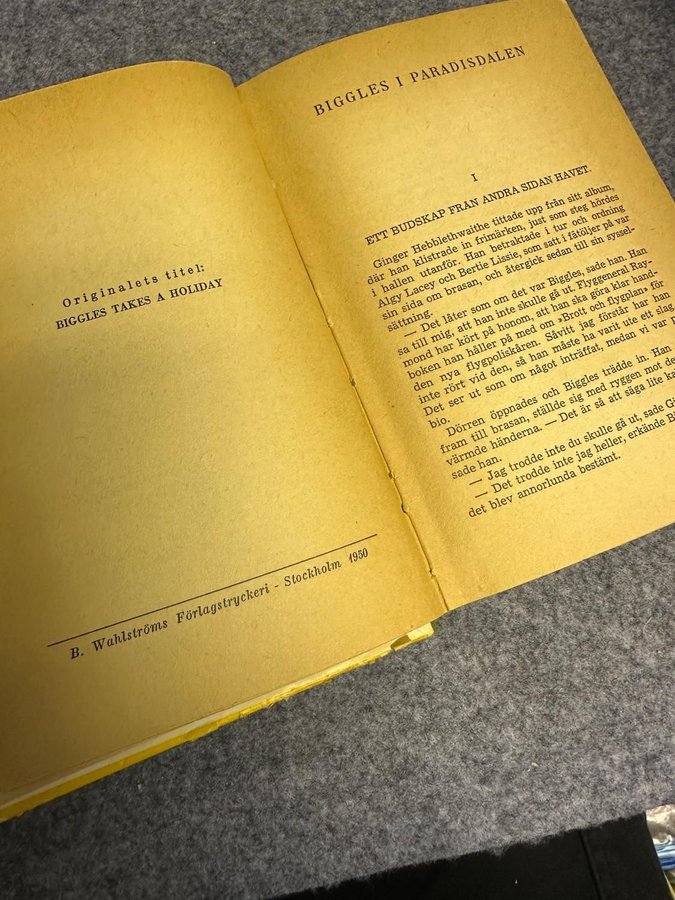 Originalets titel:
BIGGLES TAKES A HOLIDAY
B. Wahlströms Förlagstryckeri - Stockholm 1950
BIGGLES I PARADISDALEN
I
ETT BUDSKAP FRÅN ANDRA SIDAN HAVET.
Ginger Hebblethwaithe tittade upp från sitt album,
där han klistrade in frimärken, just som steg hördes
i hallen utanför. Han betraktade i tur och ordning
Algy Lacey och Bertie Lissie, som satt i fåtöljer på var
sin sida om brasan, och återgick sedan till sin syssel-
sättning.
— Det låter som om det var Biggles, sade han. Han
sa till mig, att han inte skulle gå ut. Flyggeneral Ray-
mond har kört på honom, att han ska göra klar hand-
boken han håller på med om »Brott och flygplan» för
den nya flygpoliskåren. Såvitt jag förstår har han
inte rört vid den, så han måste ha varit ute ett slag.
Det ser ut som om något inträffat, medan vi var p
bio.
Dörren öppnades och Biggles trädde in. Han
fram till brasan, ställde sig med ryggen mot de
värmde händerna. — Det är så att säga lite ka
sade han.
— Jag trodde inte du skulle gå ut, sade Gi
— Det trodde inte jag heller, erkände Bi
det blev annorlunda bestämt.